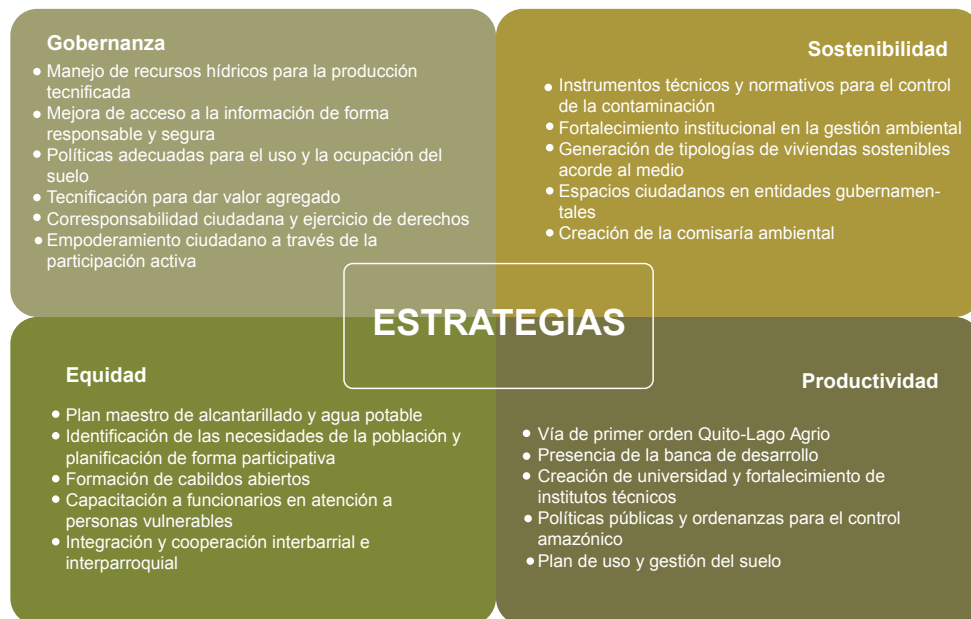 Gobernanza
Manejo de recursos hídricos para la producción
tecnificada
Mejora de acceso a la información de forma
responsable y segura
Políticas adecuadas para el uso y la ocupación del
suelo
Tecnificación para dar valor agregado
Corresponsabilidad ciudadana y ejercicio de derechos
Empoderamiento ciudadano a través de la
participación activa
Sostenibilidad
Instrumentos técnicos y normativos para el control
de la contaminación
Fortalecimiento institucional en la gestión ambiental
Generación de tipologías de viviendas sostenibles
acorde al medio
Espacios ciudadanos en entidades gubernamen-
tales
Creación de la comisaría ambiental
ESTRATEGIAS
Equidad
Plan maestro de alcantarillado y agua potable
Identificación de las necesidades de la población y
planificación de forma participativa
Formación de cabildos abiertos
Capacitación a funcionarios en atención a
personas vulnerables
Integración y cooperación interbarrial e
interparroquial
Productividad
Vía de primer orden Quito-Lago Agrio
Presencia de la banca de desarrollo
Creación de universidad y fortalecimiento de
institutos técnicos
Políticas públicas y ordenanzas para el control
amazónico
Plan de uso y gestión del suelo